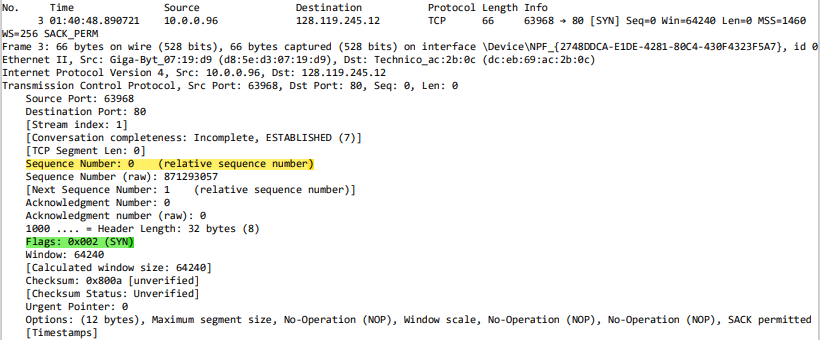 No. Time Source Destination Protocol Length Info
3 01:40:48.890721 10.0.0.96 128.119.245.12 TCP 66 63968 → 80 [SYN] Seq=0 Win=64240 Len=0 MSS=1460
WS=256 SACK_PERM
Frame 3: 66 bytes on wire (528 bits), 66 bytes captured (528 bits) on interface \Device\NPF_{2748DDCA-E1DE-4281-80C4-430F4323F5A7}, id 0
Ethernet II, Src: Giga-Byt_07:19:d9 (d8:5e:d3:07:19:d9), Dst: Technico_ac:2b:0c (dc:eb:69:ac:2b:0c)
Internet Protocol Version 4, Src: 10.0.0.96, Dst: 128.119.245.12
Transmission Control Protocol, Src Port: 63968, Dst Port: 80, Seq: 0, Len: 0
Source Port: 63968
Destination Port: 80
[Stream index: 1]
[Conversation completeness: Incomplete, ESTABLISHED (7)]
[TCP Segment Len: 0]
Sequence Number: 0 (relative sequence number)
Sequence Number (raw): 871293057
[Next Sequence Number: 1 (relative sequence number)]
Acknowledgment Number: 0
Acknowledgment number (raw): 0
1000 .... = Header Length: 32 bytes (8)
Flags: 0x002 (SYN)
Window: 64240
[Calculated window size: 64240]
Checksum: 0x800a [unverified]
[Checksum Status: Unverified]
Urgent Pointer: 0
Options: (12 bytes), Maximum segment size, No-Operation (NOP), Window scale, No-Operation (NOP), No-Operation (NOP), SACK permitted
[Timestamps]